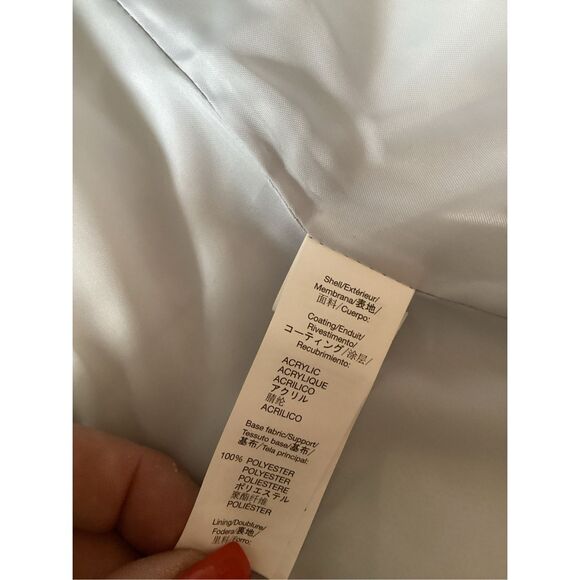 Shell/Extérieur/
Membrana/表地/
面料/Cuerpo:
Coating/Enduit/
Rivestimento/
コーティング/涂层/
Recubrimiento:
ACRYLIC
ACRYLIQUE
ACRILICO
アクリル
腈纶
ACRILICO
Base fabric/Support/
Tessuto base/基布/
基布/Tela principal:
100% POLYESTER
POLYESTER
POLIESTERE
ポリエステル
聚酯纤维
POLIÉSTER
Lining/Doublure/
Fodera/裏地/
里料/Forro: